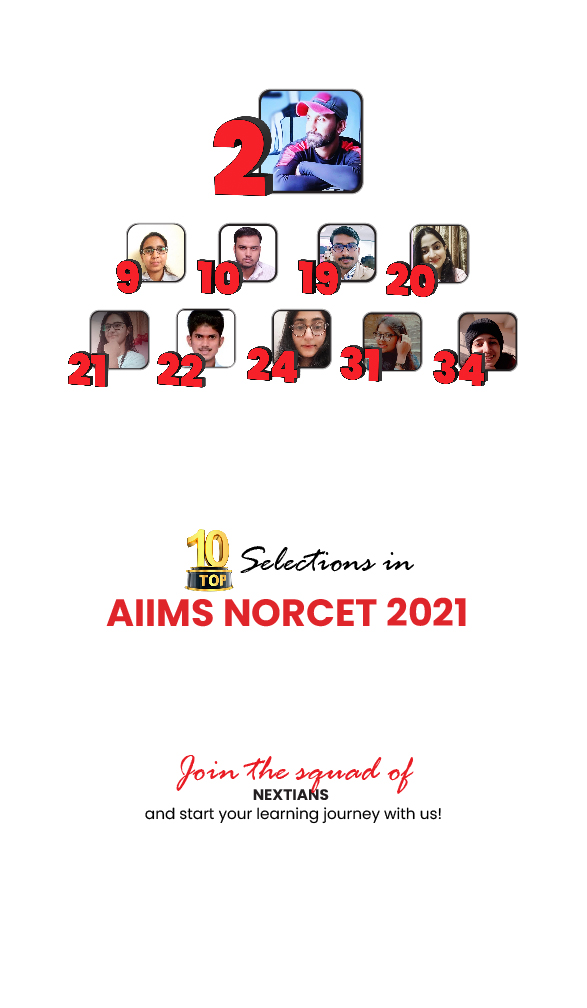 2
9 10 19 20
21 22 24 31 34
10
TOP
Selections in
AIIMS NORCET 2021
Join the squad of
NEXTIANS
and start your learning journey with us!